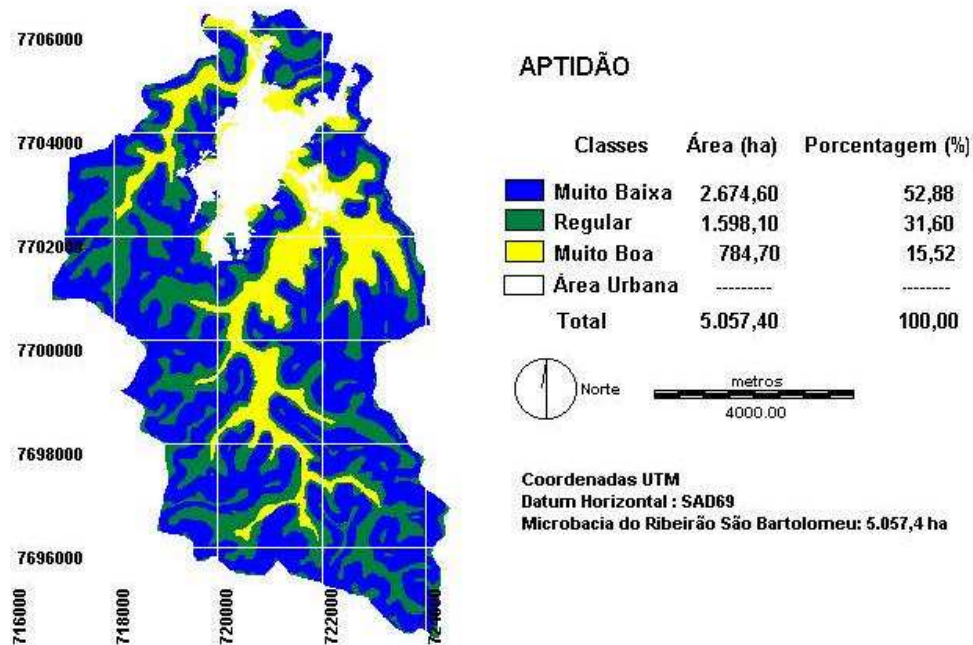 7706000
7704000
7702000
7700000
7698000
7696000
716000
718000
720000
722000
724000
APTIDÃO
Classes Área (ha) Porcentagem (%)
Muito Baixa 2.674,60 52,88
Regular 1.598,10 31,60
Muito Boa 784,70 15,52
Área Urbana --------- --------
Total 5.057,40 100,00
Norte
metros
4000.00
Coordenadas UTM
Datum Horizontal : SAD69
Microbacia do Ribeirão São Bartolomeu: 5.057,4 ha